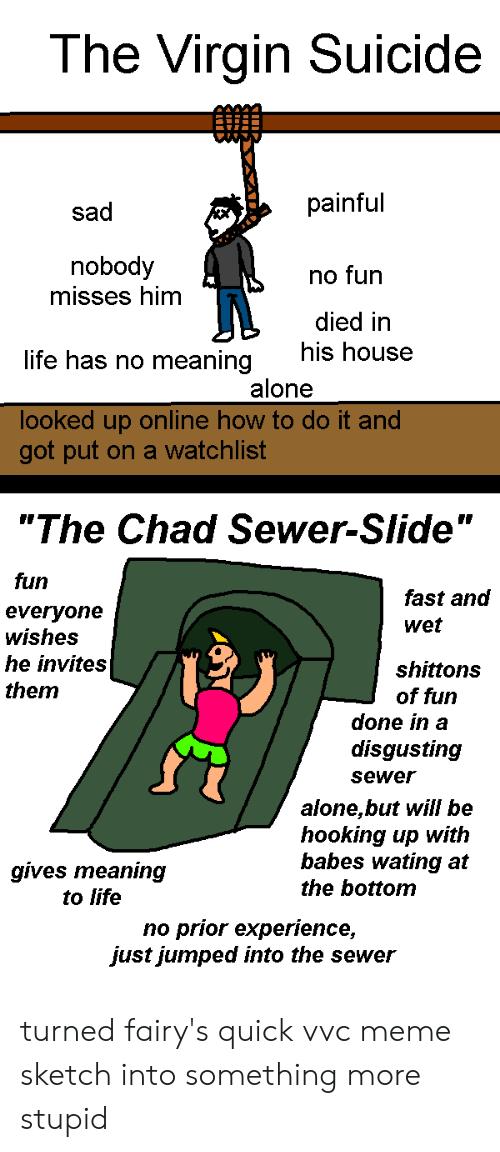 The Virgin Suicide
sad
painful
nobody
misses him
no fun
died in
his house
life has no meaning
alone
looked up online how to do it and
got put on a watchlist
"The Chad Sewer-Slide"
fun
everyone
wishes
he invites
them
fast and
wet
shittons
of fun
done in a
disgusting
sewer
alone,but will be
hooking up with
babes wating at
the bottom
gives meaning
to life
no prior experience,
just jumped into the sewer
turned fairy's quick vvc meme
sketch into something more
stupid